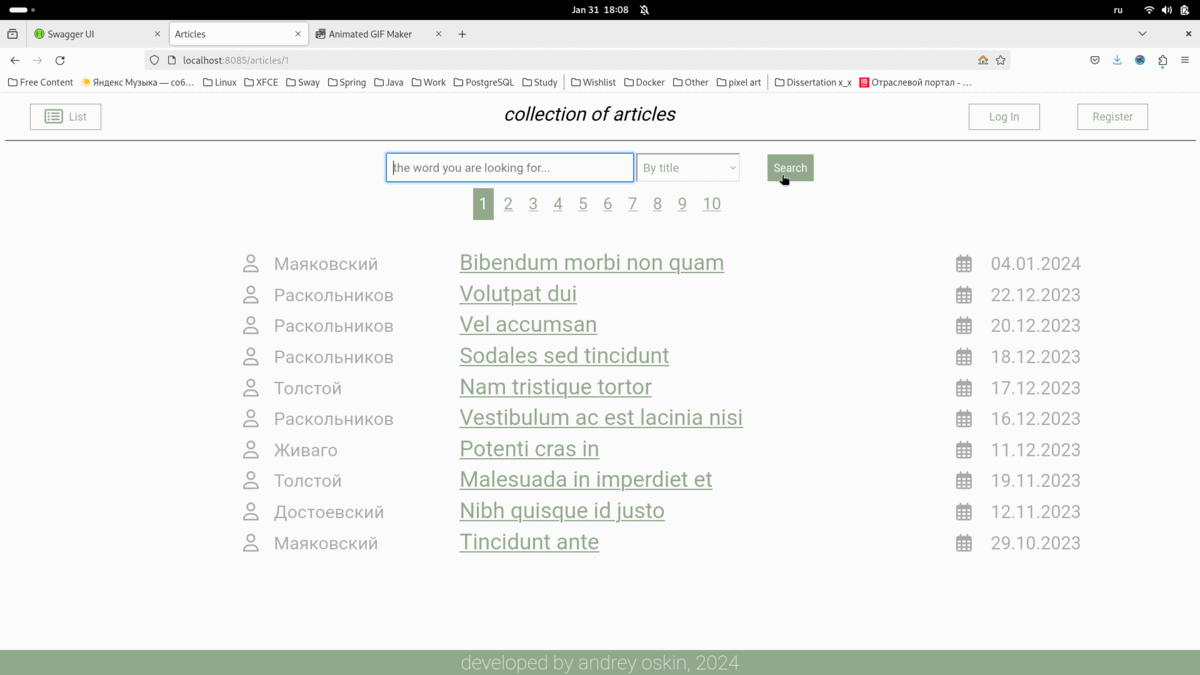 Jan 31 18:08
ru
Swagger UI
Articles
Animated GIF Maker
localhost:8085/articles/1
Free Content Яндекс Музыка — соб… Linux XFCE Sway Spring Java Work PostgreSQL Study Wishlist Docker Other pixel art Dissertation x_x Отраслевой портал - …
List
collection of articles
Log In
Register
the word you are looking for...
By title
Search
1 2 3 4 5 6 7 8 9 10
Маяковский Bibendum morbi non quam 04.01.2024
Раскольников Volutpat dui 22.12.2023
Раскольников Vel accumsan 20.12.2023
Раскольников Sodales sed tincidunt 18.12.2023
Толстой Nam tristique tortor 17.12.2023
Раскольников Vestibulum ac est lacinia nisi 16.12.2023
Живаго Potenti cras in 11.12.2023
Толстой Malesuada in imperdiet et 19.11.2023
Достоевский Nibh quisque id justo 12.11.2023
Маяковский Tincidunt ante 29.10.2023
developed by andrey oskin, 2024